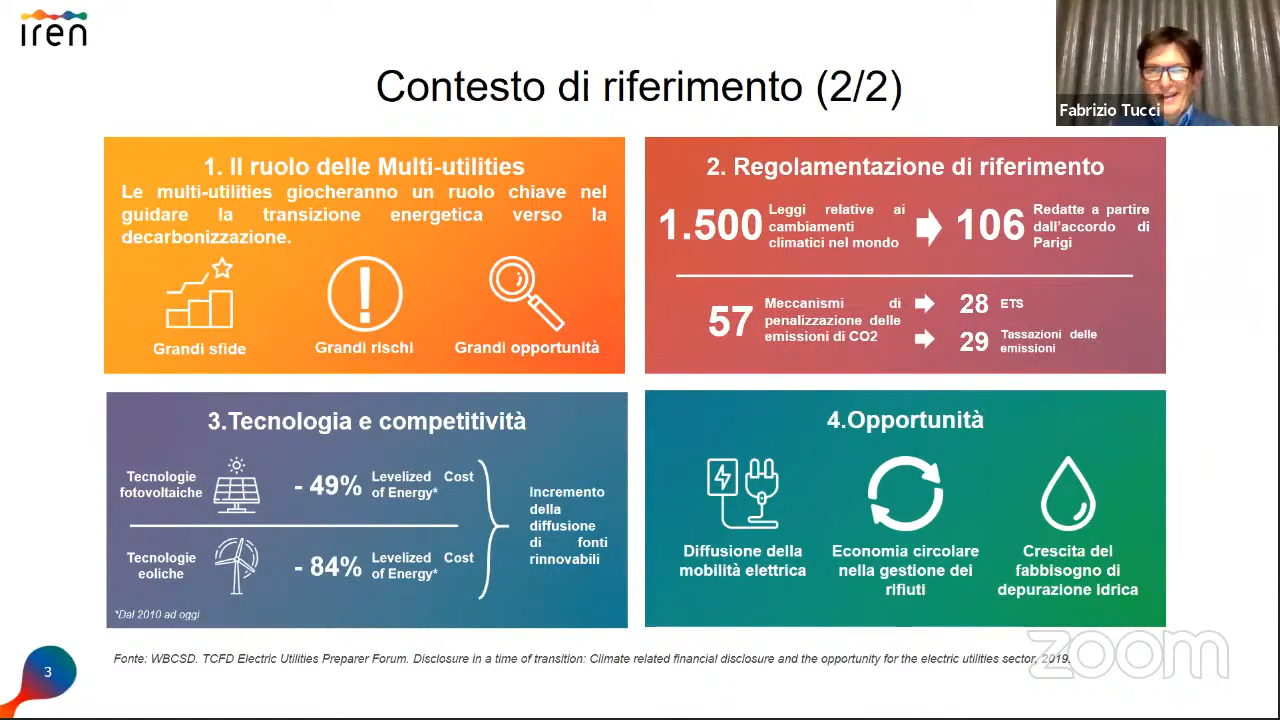 iren
Contesto di riferimento (2/2)
Fabrizio Tucci
1. Il ruolo delle Multi-utilities
Le multi-utilities giocheranno un ruolo chiave nel
guidare la transizione energetica verso la
decarbonizzazione.
Grandi sfide
Grandi rischi
Grandi opportunità
2. Regolamentazione di riferimento
1.500
Leggi relative ai
cambiamenti
climatici nel mondo
106
Redatte a partire
dall'accordo di
Parigi
57
Meccanismi di
penalizzazione delle
emissioni di CO2
28
ETS
29
Tassazioni delle
emissioni
3.Tecnologia e competitività
Tecnologie
fotovoltaiche
- 49%
Levelized Cost
of Energy*
Tecnologie
eoliche
- 84%
Levelized Cost
of Energy*
Incremento
della
diffusione
di fonti
rinnovabili
*Dal 2010 ad oggi
4.Opportunità
Diffusione della
mobilità elettrica
Economia circolare
nella gestione dei
rifiuti
Crescita del
fabbisogno di
depurazione idrica
Fonte: WBCSD. TCFD Electric Utilities Preparer Forum. Disclosure in a time of transition: Climate related financial disclosure and the opportunity for the electric utilities sector, 2019.
3
zoom